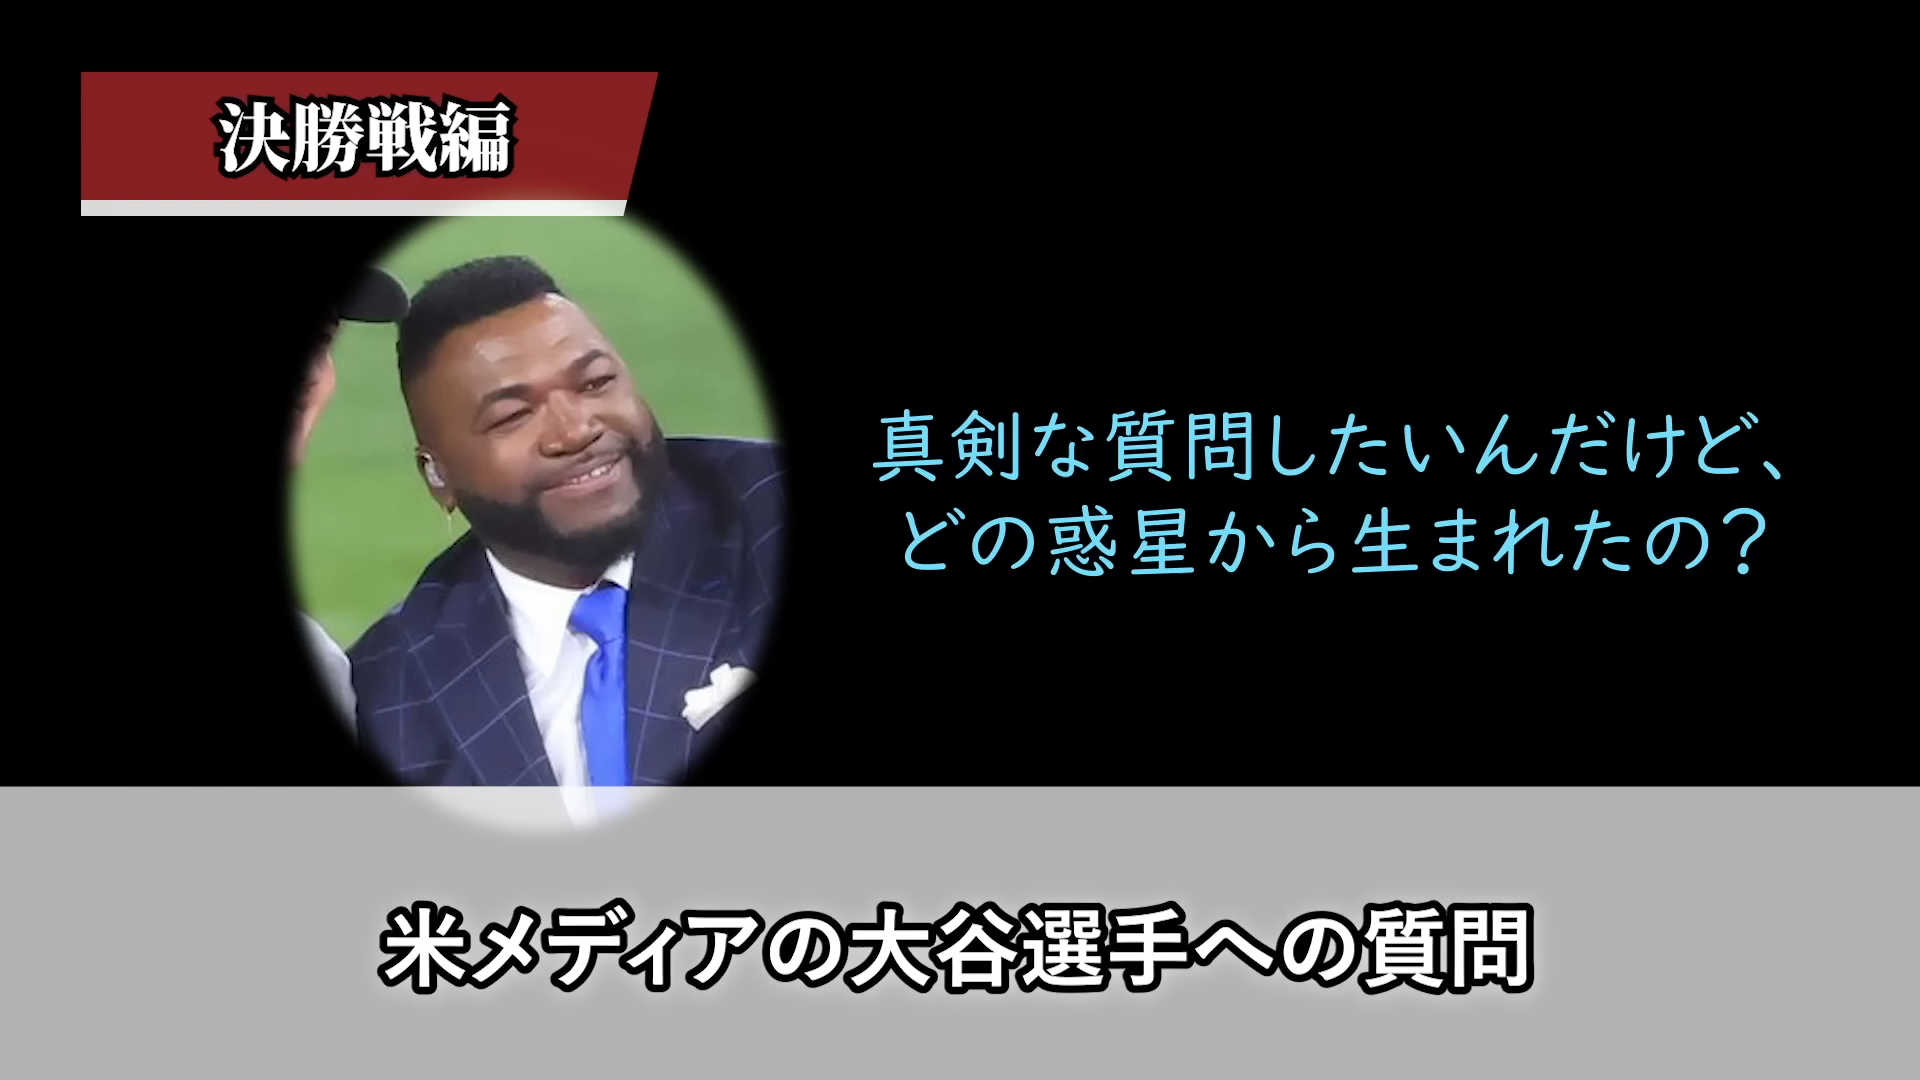 決勝戦編
真剣な質問したいんだけど、
どの惑星から生まれたの？
米メディアの大谷選手への質問